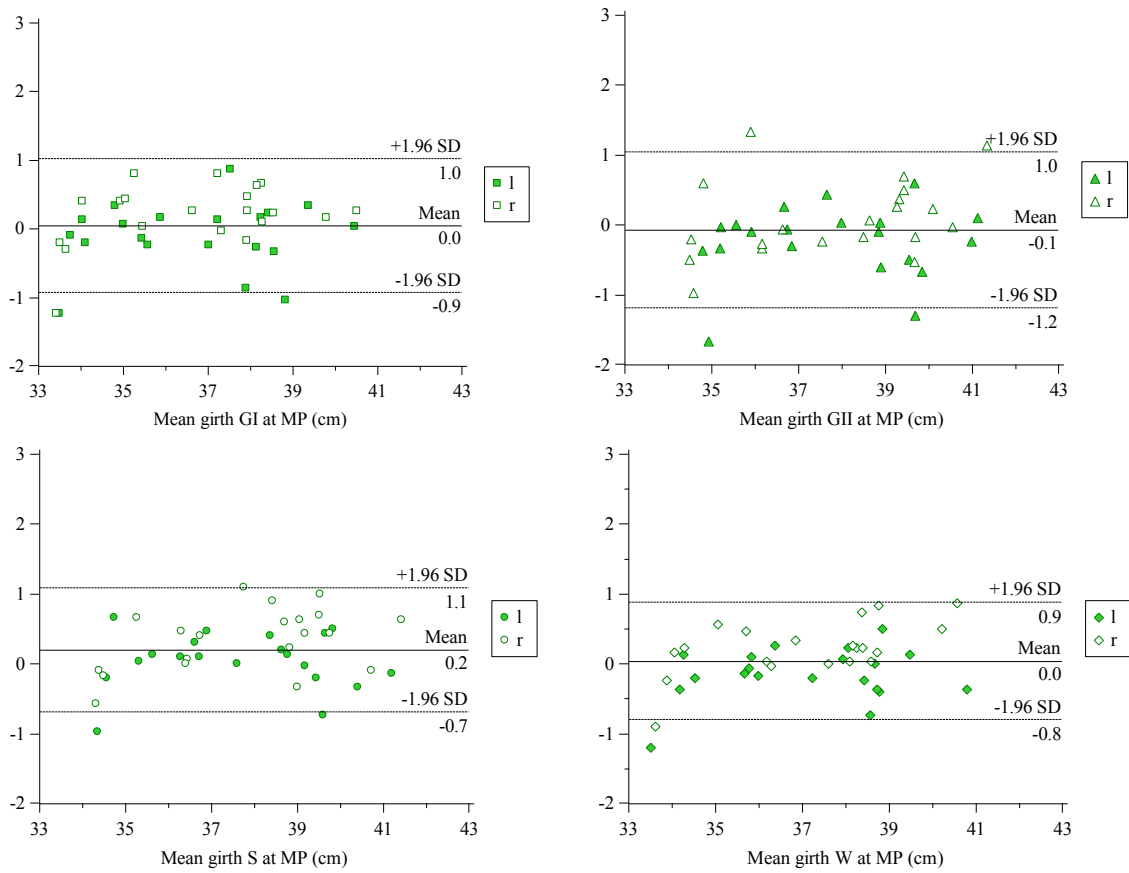 3
2
1
0
-1
-2
+1.96 SD
1.0
Mean
0.0
-1.96 SD
-0.9
33 35 37 39 41 43
Mean girth GI at MP (cm)
l
r
3
2
1
0
-1
-2
+1.96 SD
1.0
Mean
-0.1
-1.96 SD
-1.2
33 35 37 39 41 43
Mean girth GII at MP (cm)
l
r
3
2
1
0
-1
-2
+1.96 SD
1.1
Mean
0.2
-1.96 SD
-0.7
33 35 37 39 41 43
Mean girth S at MP (cm)
l
r
3
2
1
0
-1
-2
+1.96 SD
0.9
Mean
0.0
-1.96 SD
-0.8
33 35 37 39 41 43
Mean girth W at MP (cm)
l
r